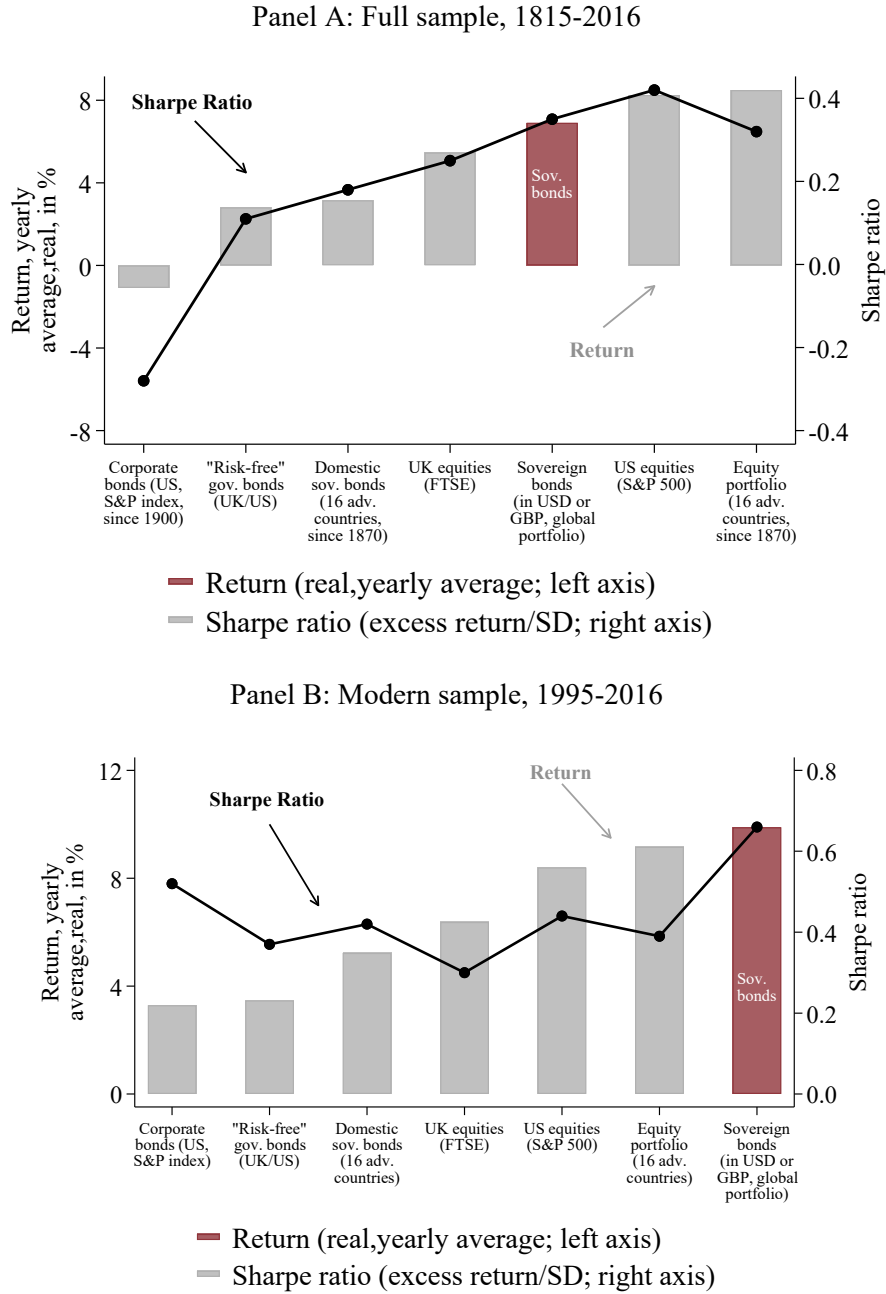 Panel A: Full sample, 1815-2016
Return, yearly
average,real, in %
8
4
0
-4
-8
Sharpe Ratio
Sov.
bonds
Return
0.4
0.2
0.0
-0.2
-0.4
Sharpe ratio
Corporate
bonds (US,
S&P index,
since 1900)
"Risk-free"
gov. bonds
(UK/US)
Domestic
sov. bonds
(16 adv.
countries,
since 1870)
UK equities
(FTSE)
Sovereign
bonds
(in USD or
GBP, global
portfolio)
US equities
(S&P 500)
Equity
portfolio
(16 adv.
countries,
since 1870)
Return (real,yearly average; left axis)
Sharpe ratio (excess return/SD; right axis)
Panel B: Modern sample, 1995-2016
Return, yearly
average,real, in %
12
8
4
0
Sharpe Ratio
Return
Sov.
bonds
0.8
0.6
0.4
0.2
0.0
Sharpe ratio
Corporate
bonds (US,
S&P index)
"Risk-free"
gov. bonds
(UK/US)
Domestic
sov. bonds
(16 adv.
countries)
UK equities
(FTSE)
US equities
(S&P 500)
Equity
portfolio
(16 adv.
countries)
Sovereign
bonds
(in USD or
GBP, global
portfolio)
Return (real,yearly average; left axis)
Sharpe ratio (excess return/SD; right axis)